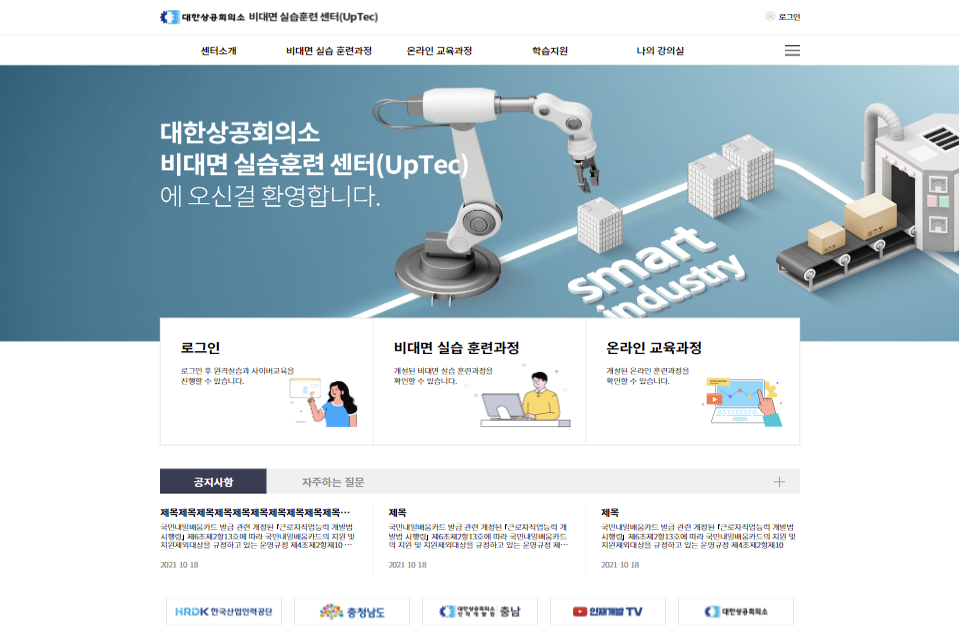 대한상공회의소 비대면 실습훈련 센터(UpTec)
로그인
센터소개 비대면 실습 훈련과정 온라인 교육과정 학습지원 나의 강의실
대한상공회의소
비대면 실습훈련 센터(UpTec)
에 오신걸 환영합니다.
smart
industry
로그인
로그인 후 원격실습과 사이버교육을
진행할 수 있습니다.
비대면 실습 훈련과정
개설된 비대면 실습 훈련과정을
확인할 수 있습니다.
온라인 교육과정
개설된 온라인 훈련과정을
확인할 수 있습니다.
공지사항 자주하는 질문
제목제목제목제목제목제목제목제목제목제목…
국민내일배움카드 발급 관련 개정된 「근로자직업능력 개발법
시행령」 제6조제2항13호에 따라 국민내일배움카드의 지원 및
지원제외대상을 규정하고 있는 운영규정 제4조제2항제10 …
2021 10 18
제목
국민내일배움카드 발급 관련 개정된 「근로자직업능력 개
발법 시행령」 제6조제2항13호에 따라 국민내일배움카드
의 지원 및 지원제외대상을 규정하고 있는 운영규정 제…
2021 10 18
제목
국민내일배움카드 발급 관련 개정된 「근로자직업능력 개발법
시행령」 제6조제2항13호에 따라 국민내일배움카드의 지원 및
지원제외대상을 규정하고 있는 운영규정 제4조제2항제10
2021 10 18
HRDK 한국산업인력공단
충청남도
대한상공회의소 인력개발원 충남
인재개발 TV
대한상공회의소